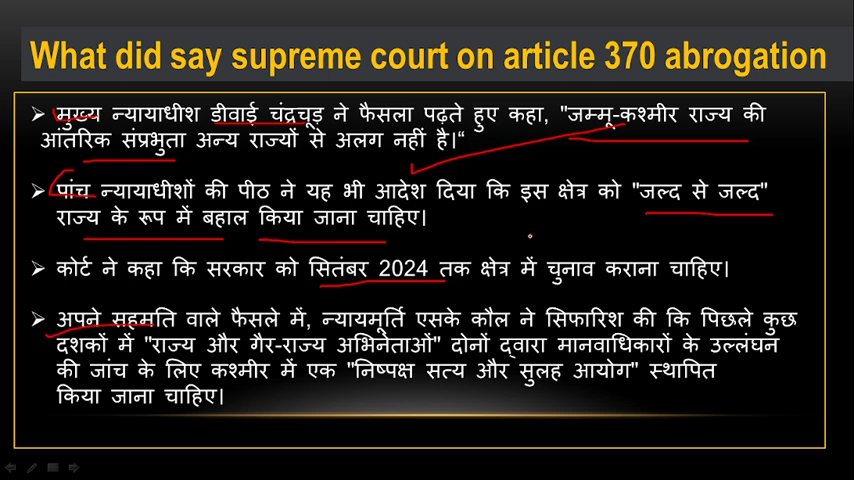 What did say supreme court on article 370 abrogation
➢ मुख्य न्यायाधीश डीवाई चंद्रचूड़ ने फैसला पढ़ते हुए कहा, "जम्मू-कश्मीर राज्य की
आंतरिक संप्रभुता अन्य राज्यों से अलग नहीं है।“
➢ पांच न्यायाधीशों की पीठ ने यह भी आदेश दिया कि इस क्षेत्र को "जल्द से जल्द"
राज्य के रूप में बहाल किया जाना चाहिए।
➢ कोर्ट ने कहा कि सरकार को सितंबर 2024 तक क्षेत्र में चुनाव कराना चाहिए।
➢ अपने सहमति वाले फैसले में, न्यायमूर्ति एसके कौल ने सिफारिश की कि पिछले कुछ
दशकों में "राज्य और गैर-राज्य अभिनेताओं" दोनों द्वारा मानवाधिकारों के उल्लंघन
की जांच के लिए कश्मीर में एक "निष्पक्ष सत्य और सुलह आयोग" स्थापित
किया जाना चाहिए।